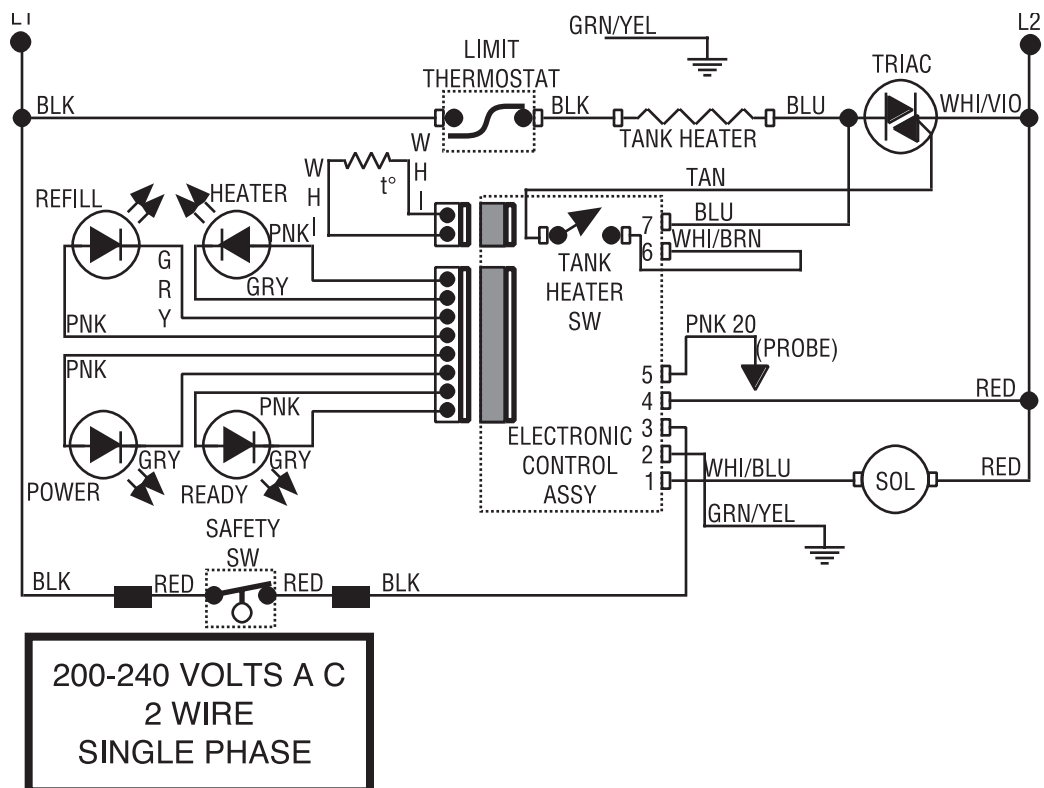 L1
GRN/YEL
L2
LIMIT
THERMOSTAT
TRIAC
BLK
BLK
TANK HEATER
BLU
WHI/VIO
WHI
t°
WHI
TAN
REFILL
HEATER
PNK
GRY
GRY
PNK
7
BLU
6
WHI/BRN
TANK
HEATER
SW
PNK 20
(PROBE)
5
4
RED
3
2
1
PNK
PNK
GRY
GRY
POWER
READY
ELECTRONIC
CONTROL
ASSY
WHI/BLU
SOL
RED
GRN/YEL
SAFETY
SW
BLK
RED
RED
BLK
200-240 VOLTS A C
2 WIRE
SINGLE PHASE